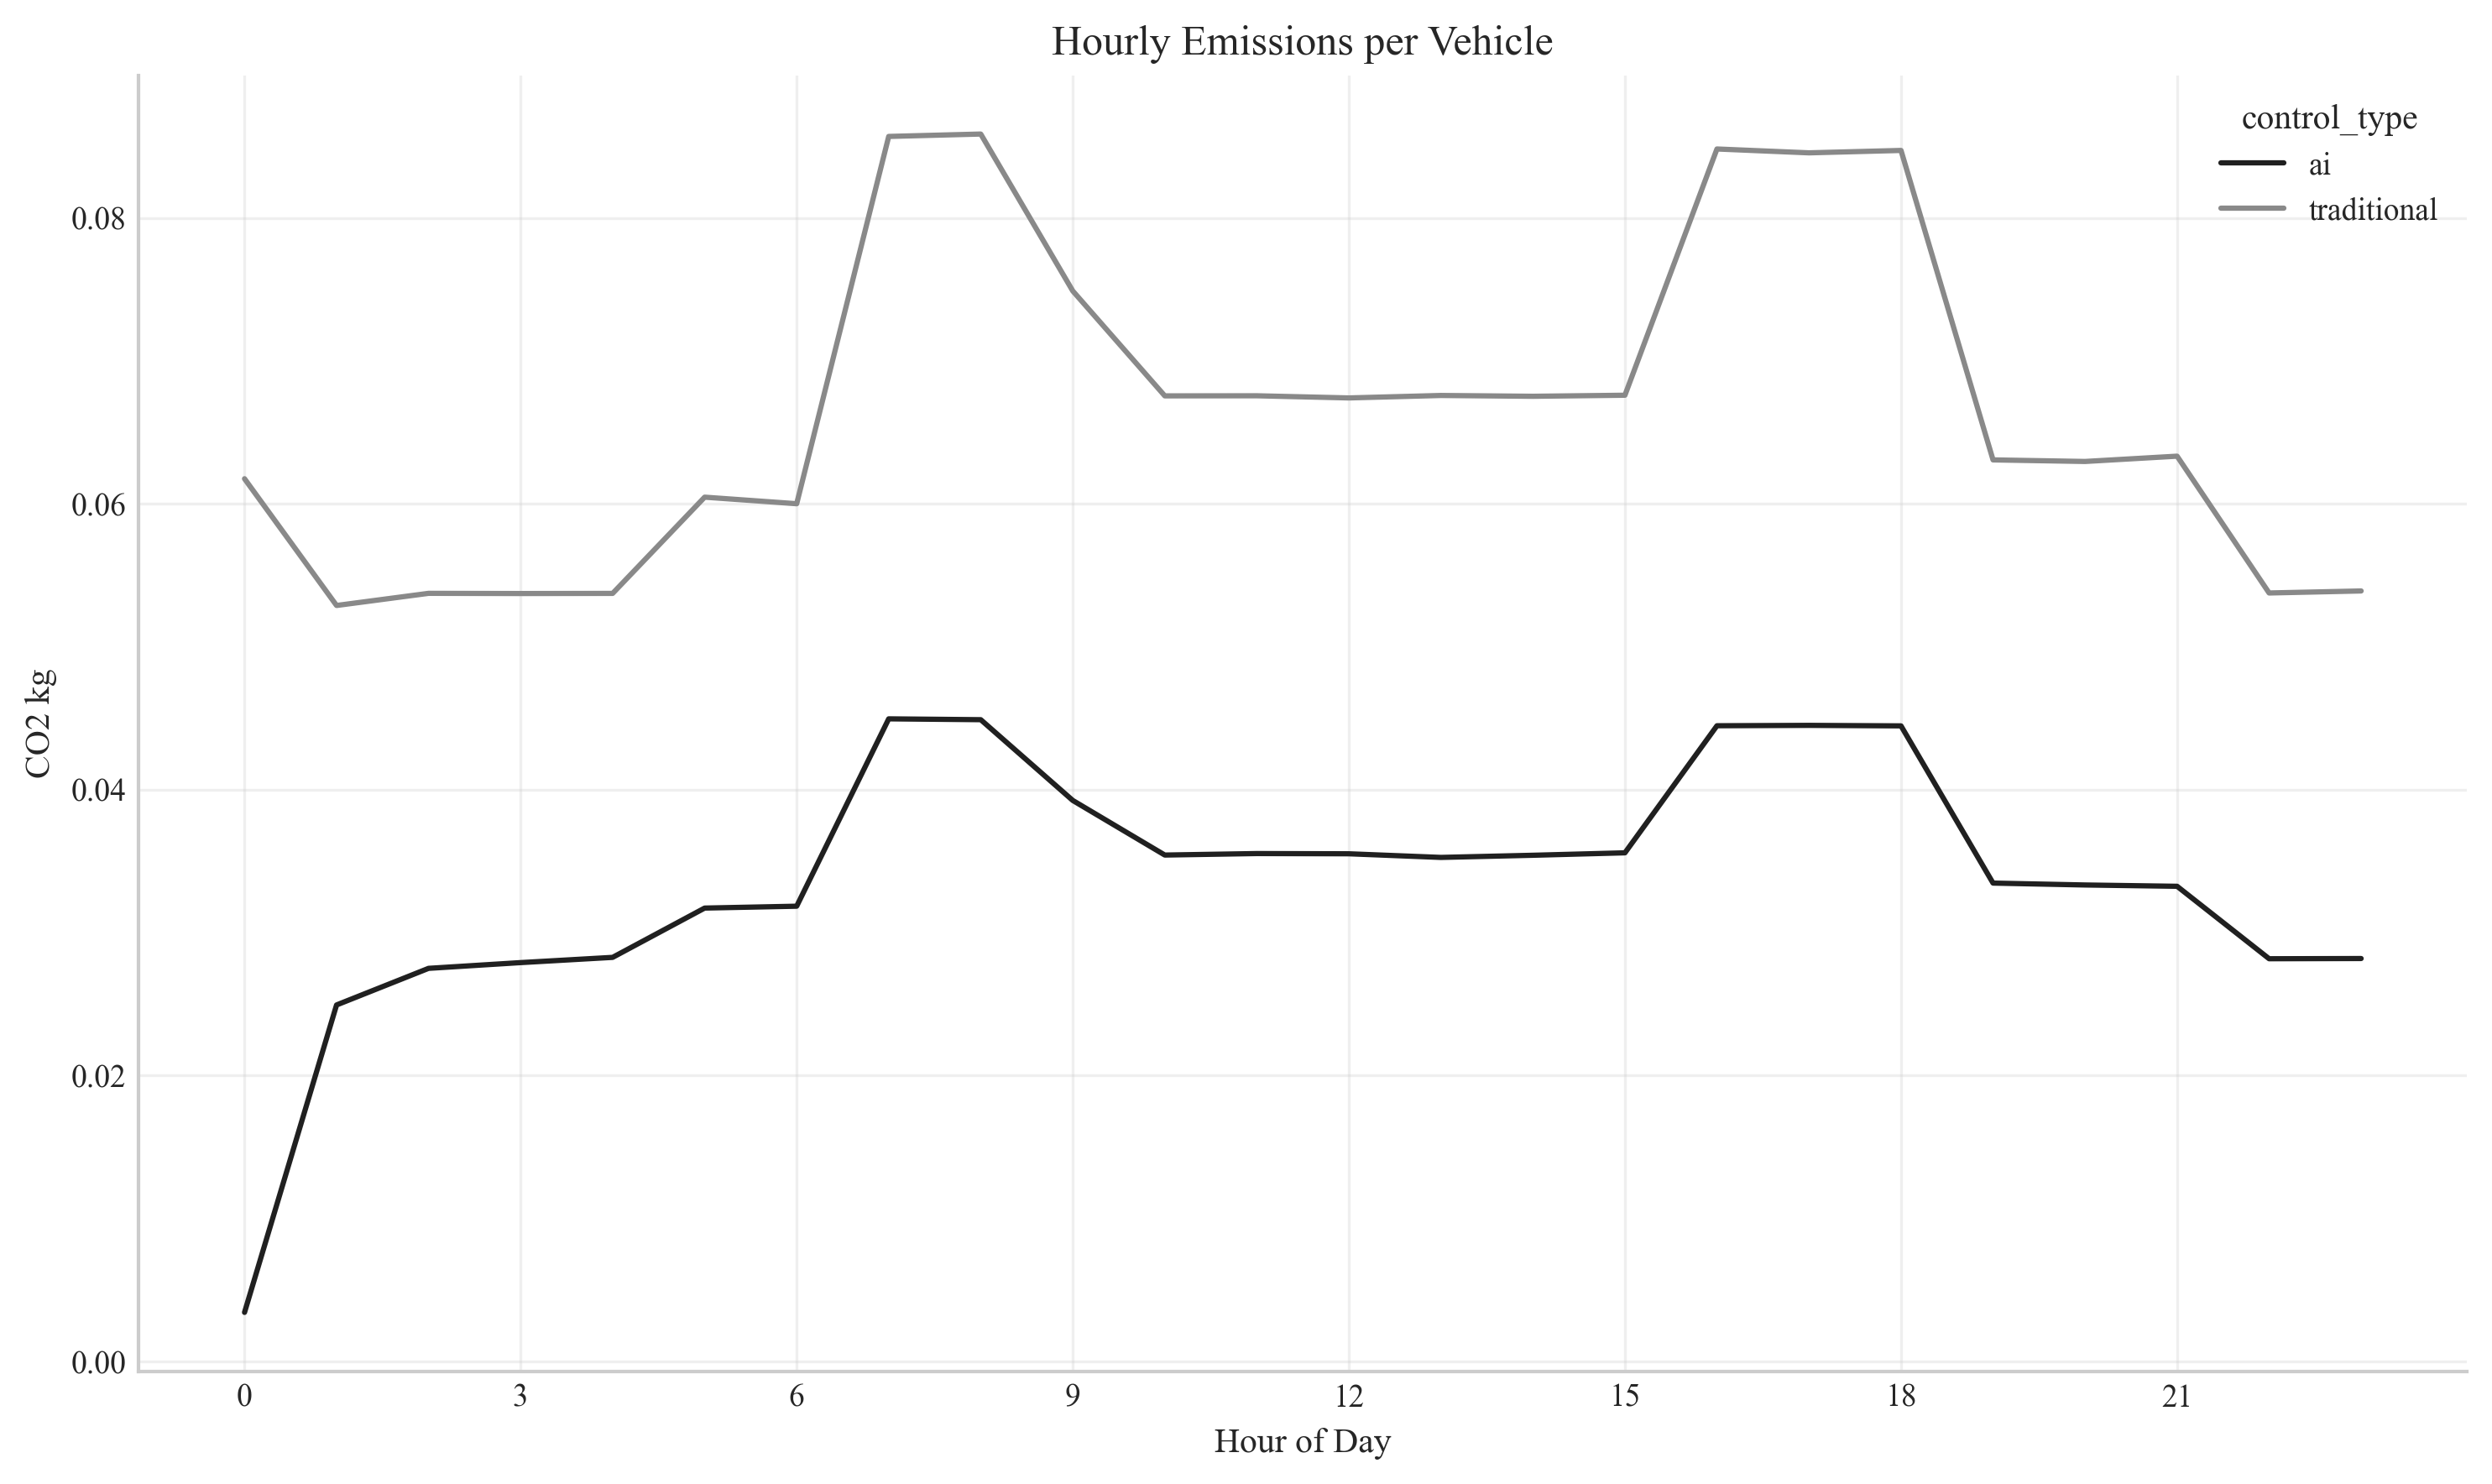 Hourly Emissions per Vehicle
control_type
ai
traditional
0.08
0.06
0.04
0.02
0.00
CO2 kg
0 3 6 9 12 15 18 21
Hour of Day